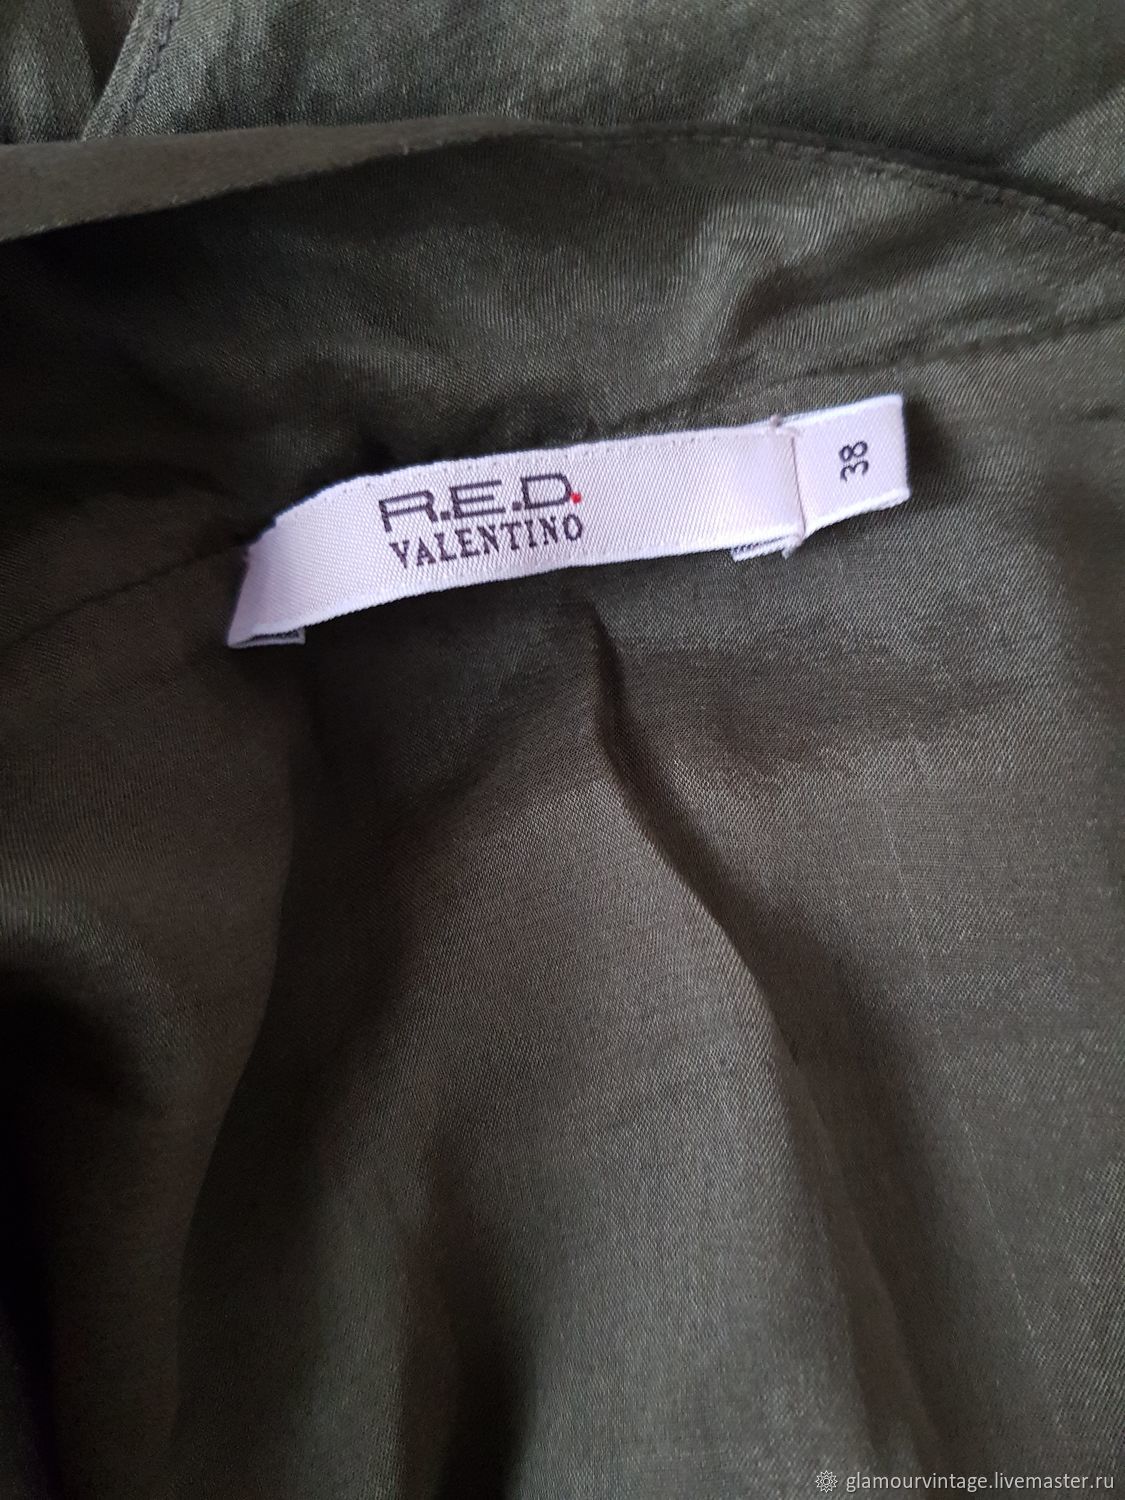 R.E.D.
VALENTINO
38
glamourvintage.livemaster.ru